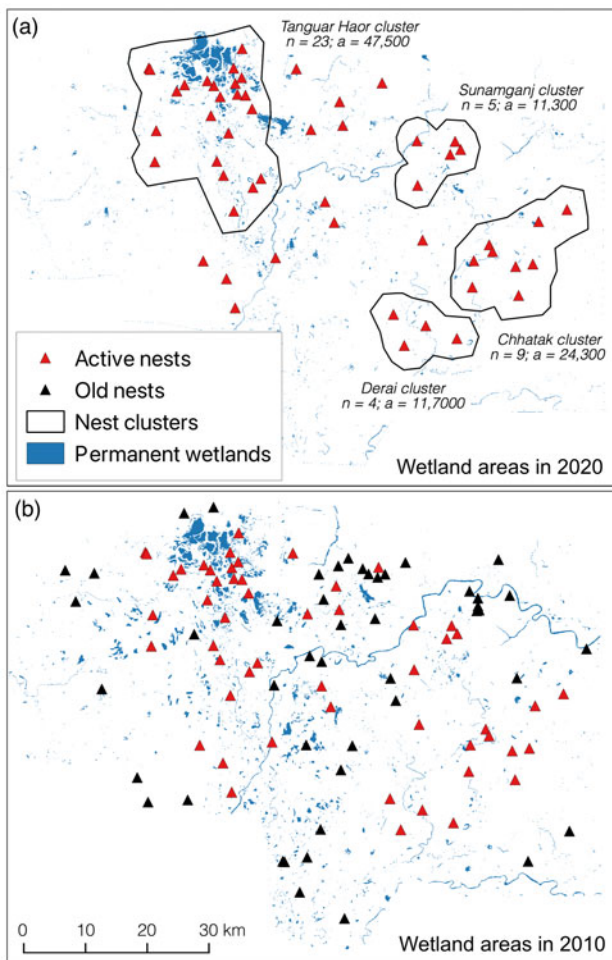 (a)
Tanguar Haor cluster
n = 23; a = 47,500
Sunamganj cluster
n = 5; a = 11,300
Chhatak cluster
n = 9; a = 24,300
Derai cluster
n = 4; a = 11,7000
Active nests
Old nests
Nest clusters
Permanent wetlands
Wetland areas in 2020
(b)
0 10 20 30 km
Wetland areas in 2010